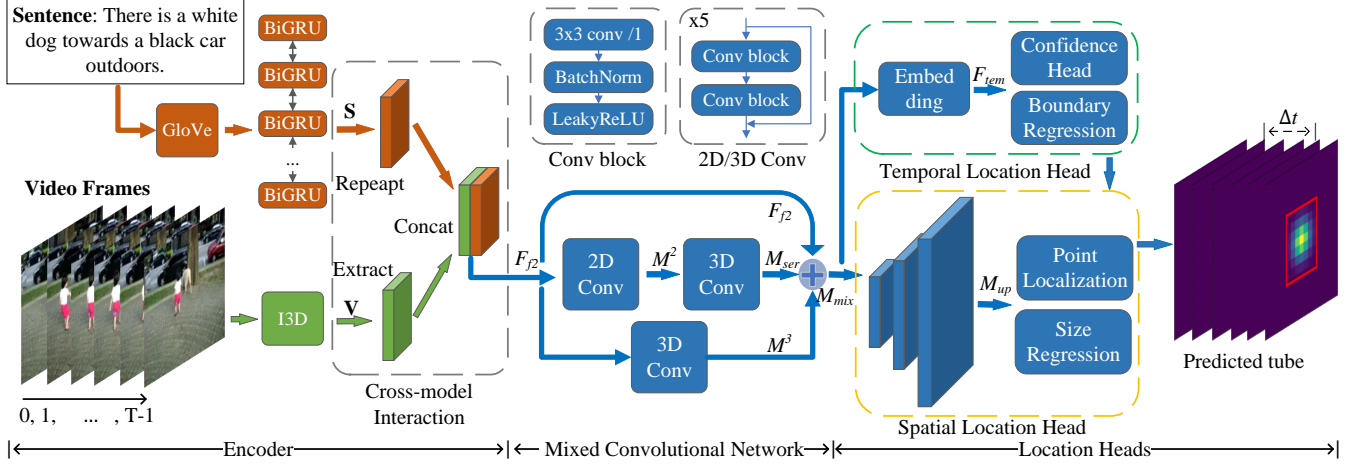 Sentence: There is a white
dog towards a black car
outdoors.
GloVe
BiGRU
BiGRU
BiGRU
...
BiGRU
S
Repeapt
Concat
Video Frames
0, 1, ... , T-1
I3D
V
Extract
Cross-model
Interaction
3x3 conv /1
BatchNorm
LeakyReLU
Conv block
x5
Conv block
Conv block
2D/3D Conv
F_f2
F_f2
2D
Conv
M²
3D
Conv
M_ser
3D
Conv
M³
M_mix
Embed
ding
F_tem
Confidence
Head
Boundary
Regression
Temporal Location Head
M_up
Point
Localization
Size
Regression
Spatial Location Head
Δt
Predicted tube
Encoder
Mixed Convolutional Network
Location Heads